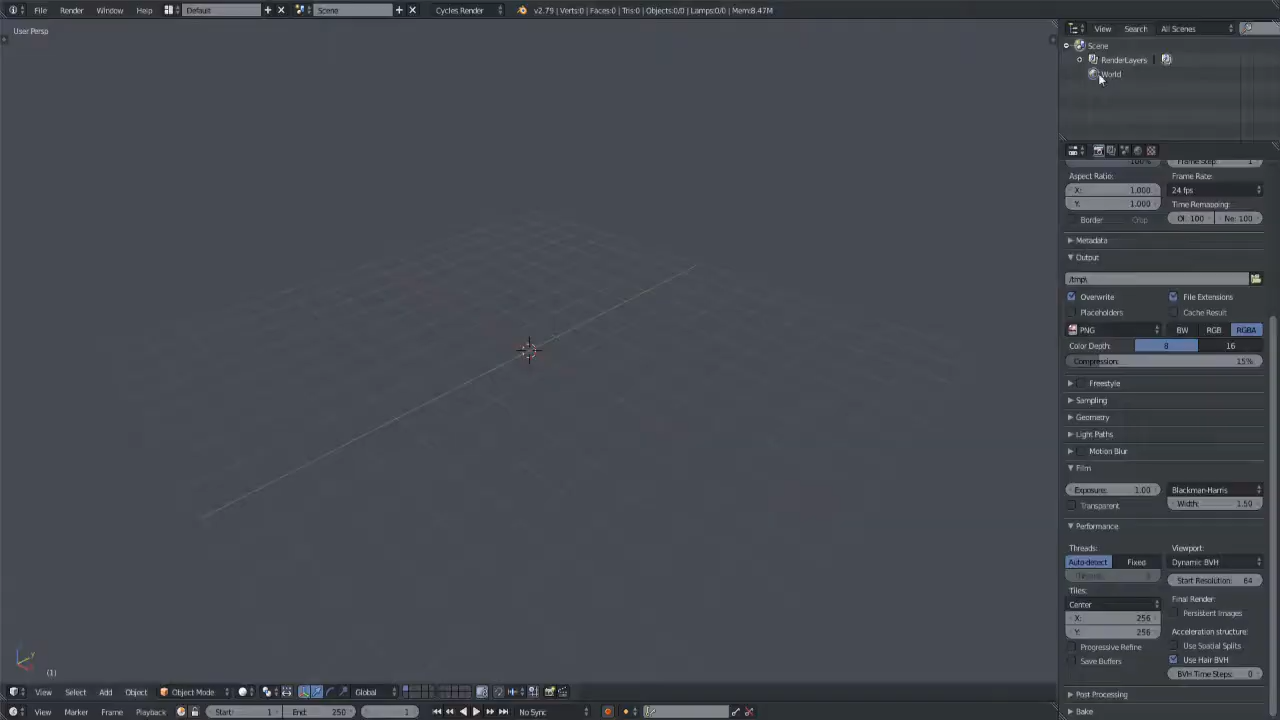 File Render Window Help Default Scene Cycles Render v2.79 | Verts:0 | Faces:0 | Tris:0 | Objects:0/0 | Lamps:0/0 | Mem:8.47M
User Persp
View Search All Scenes
Scene
RenderLayers
World
100% Frame Step: 1
Aspect Ratio: Frame Rate:
X: 1.000 24 fps
Y: 1.000 Time Remapping:
Border Crop Ol: 100 Ne: 100
Metadata
Output
/tmp\
Overwrite File Extensions
Placeholders Cache Result
PNG BW RGB RGBA
Color Depth: 8 16
Compression: 15%
Freestyle
Sampling
Geometry
Light Paths
Motion Blur
Film
Exposure: 1.00 Blackman-Harris
Transparent Width: 1.50
Performance
Threads: Viewport:
Auto-detect Fixed Dynamic BVH
Start Resolution: 64
Tiles: Final Render:
Center Persistent Images
X: 256
Y: 256 Acceleration structure:
Progressive Refine Use Spatial Splits
Save Buffers Use Hair BVH
BVH Time Steps: 0
Post Processing
Bake
(1)
View Select Add Object Object Mode Global
View Marker Frame Playback Start: 1 End: 250 1 No Sync